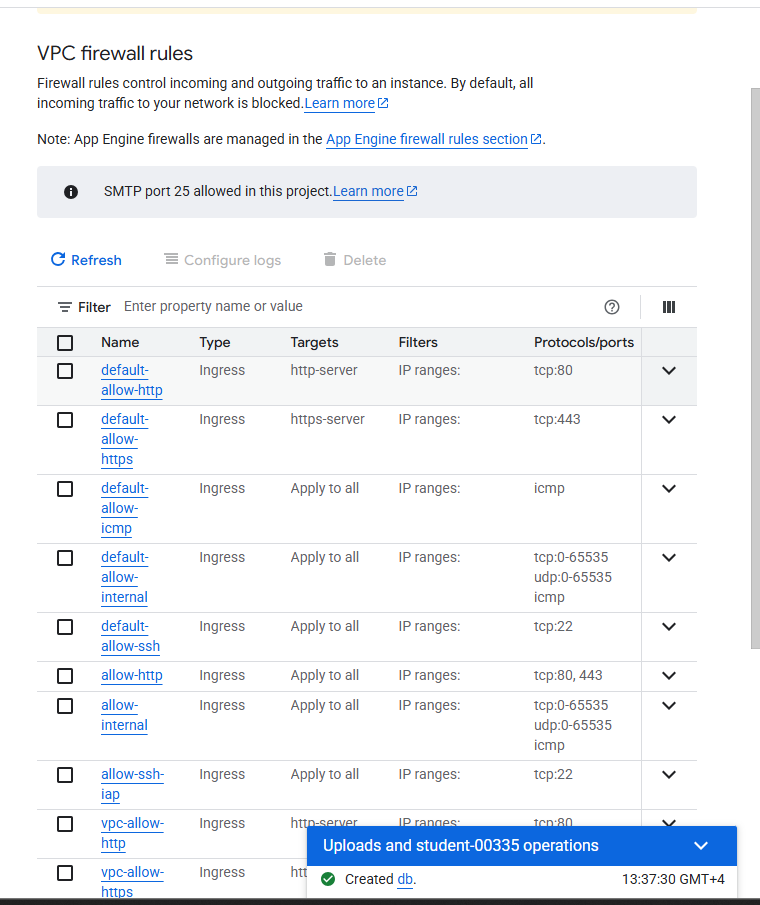 VPC firewall rules
Firewall rules control incoming and outgoing traffic to an instance. By default, all
incoming traffic to your network is blocked. Learn more
Note: App Engine firewalls are managed in the App Engine firewall rules section.
SMTP port 25 allowed in this project. Learn more
Refresh Configure logs Delete
Filter Enter property name or value
Name Type Targets Filters Protocols/ports
default- Ingress http-server IP ranges: tcp:80
allow-http
default- Ingress https-server IP ranges: tcp:443
allow-
https
default- Ingress Apply to all IP ranges: icmp
allow-
icmp
default- Ingress Apply to all IP ranges: tcp:0-65535
allow- udp:0-65535
internal icmp
default- Ingress Apply to all IP ranges: tcp:22
allow-ssh
allow-http Ingress Apply to all IP ranges: tcp:80, 443
allow- Ingress Apply to all IP ranges: tcp:0-65535
internal udp:0-65535
icmp
allow-ssh- Ingress Apply to all IP ranges: tcp:22
iap
vpc-allow- Ingress http-server IP ranges: tcp:80
http
Uploads and student-00335 operations
vpc-allow- Ingress
https
Created db. 13:37:30 GMT+4